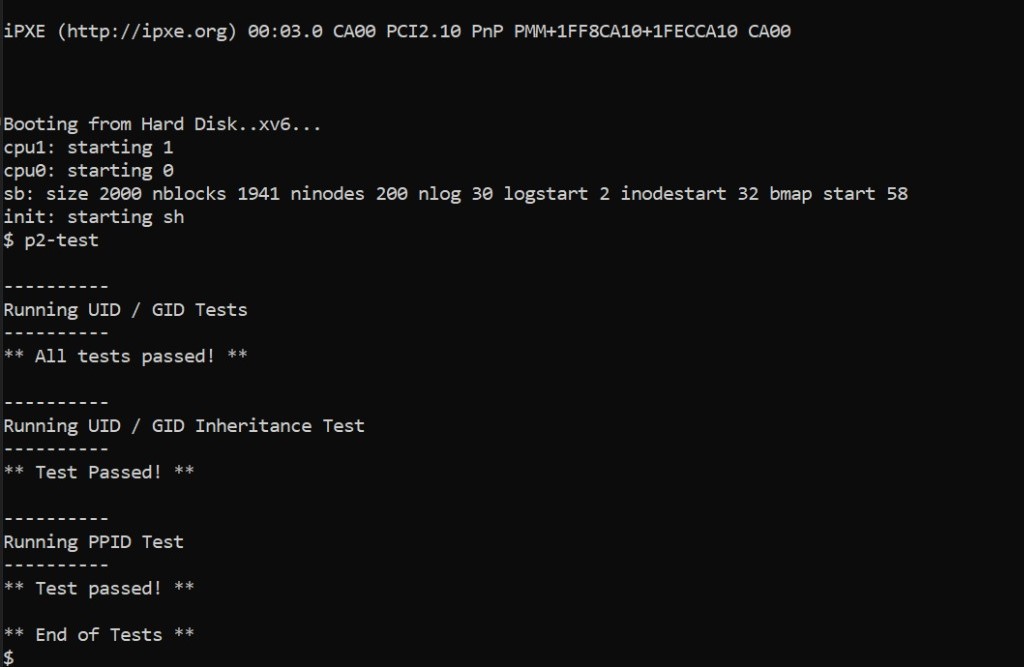 iPXE (http://ipxe.org) 00:03.0 CA00 PCI2.10 PnP PMM+1FF8CA10+1FECCA10 CA00
Booting from Hard Disk..xv6...
cpu1: starting 1
cpu0: starting 0
sb: size 2000 nblocks 1941 ninodes 200 nlog 30 logstart 2 inodestart 32 bmap start 58
init: starting sh
$ p2-test
----------
Running UID / GID Tests
----------
** All tests passed! **
----------
Running UID / GID Inheritance Test
----------
** Test Passed! **
----------
Running PPID Test
----------
** Test passed! **
** End of Tests **
$